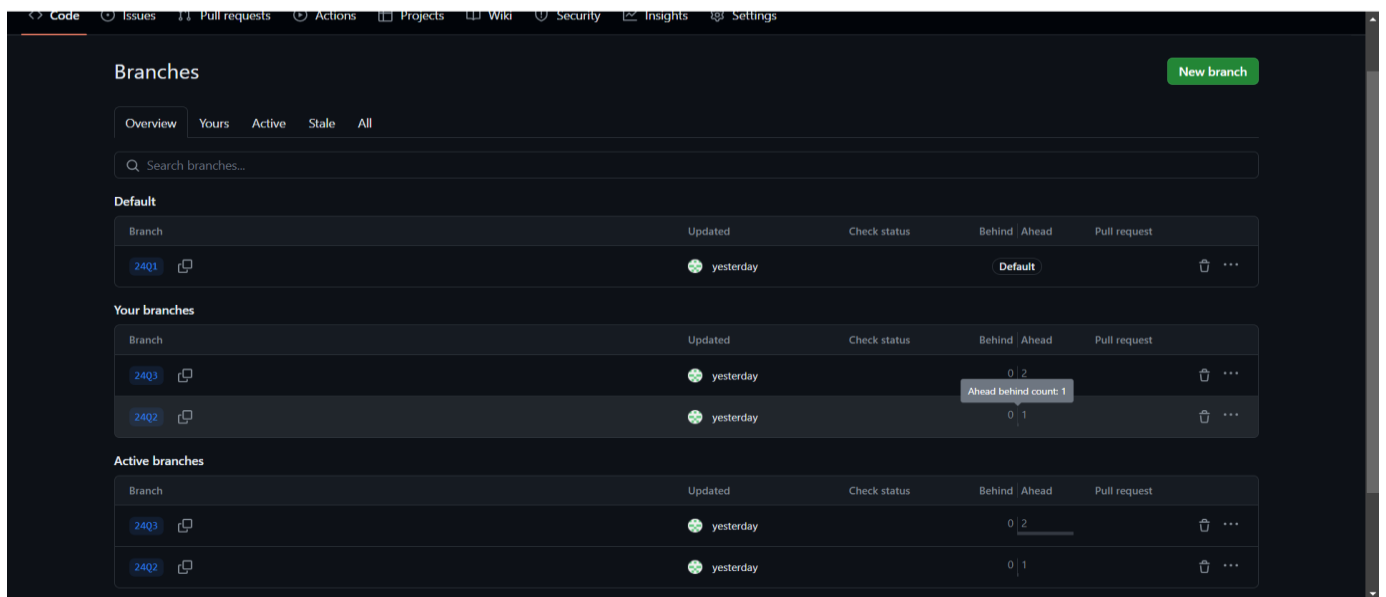 <> Code Issues Pull requests Actions Projects Wiki Security Insights Settings
Branches
New branch
Overview Yours Active Stale All
Search branches...
Default
Branch Updated Check status Behind Ahead Pull request
24Q1 yesterday Default ...
Your branches
Branch Updated Check status Behind Ahead Pull request
24Q3 yesterday 0 2 ...
Ahead behind count: 1
24Q2 yesterday 0 1 ...
Active branches
Branch Updated Check status Behind Ahead Pull request
24Q3 yesterday 0 2 ...
24Q2 yesterday 0 1 ...